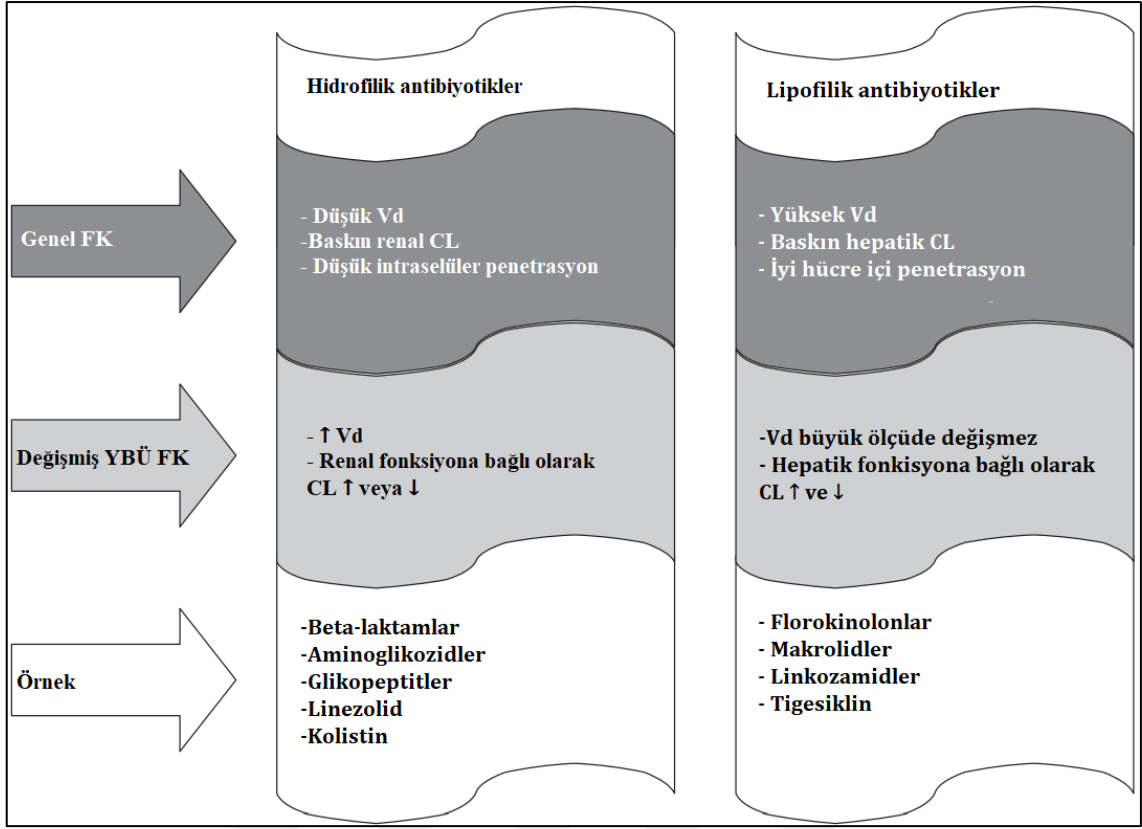 Hidrofilik antibiyotikler
Lipofilik antibiyotikler
Genel FK
- Düşük Vd
-Baskın renal CL
- Düşük intraselüler penetrasyon
- Yüksek Vd
- Baskın hepatik CL
- İyi hücre içi penetrasyon
-
Değişmiş YBÜ FK
- ↑ Vd
- Renal fonksiyona bağlı olarak
CL ↑ veya ↓
-Vd büyük ölçüde değişmez
- Hepatik fonkisyona bağlı olarak
CL ↑ ve ↓
Örnek
-Beta-laktamlar
-Aminoglikozidler
-Glikopeptitler
-Linezolid
-Kolistin
- Florokinolonlar
- Makrolidler
- Linkozamidler
- Tigesiklin